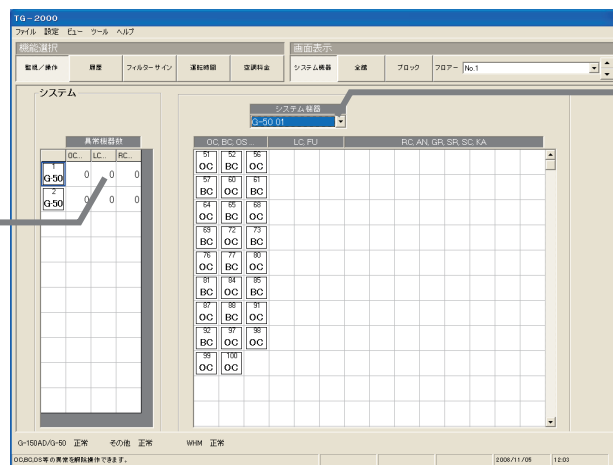 TG-2000
ファイル 設定 ビュー ツール ヘルプ
機能選択 画面表示
監視／操作 履歴 フィルターサイン 運転時間 空調料金 システム機器 全館 ブロック フロアー No.1
システム
システム機器
G-50 01
異常機器数
OC, BC, OS... LC, FU RC, AN, GR, SR, SC, KA
OC... LC... RC...
1 G-50 0 0 0
2 G-50 0 0 0
51 52 56
OC BC OC
57 60 61
BC OC BC
64 65 68
OC BC OC
69 72 73
BC OC BC
76 77 80
OC BC OC
81 84 85
BC OC BC
87 88 91
OC BC OC
92 97 98
BC OC OC
99 100
OC OC
G-150AD/G-50 正常 その他 正常 WHM 正常
OC,BC,OS等の異常を解除操作できます。 2008/11/05 12:03